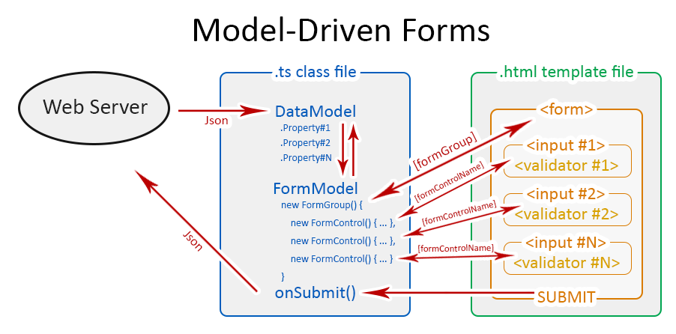 Model-Driven Forms
.ts class file
.html template file
Web Server
Json
DataModel
.Property#1
.Property#2
.Property#N
FormModel
new FormGroup() {
new FormControl() { ... },
new FormControl() { ... },
new FormControl() { ... }
}
onSubmit()
Json
[formGroup]
[formControlName]
[formControlName]
[formControlName]
<form>
<input #1>
<validator #1>
<input #2>
<validator #2>
<input #N>
<validator #N>
SUBMIT